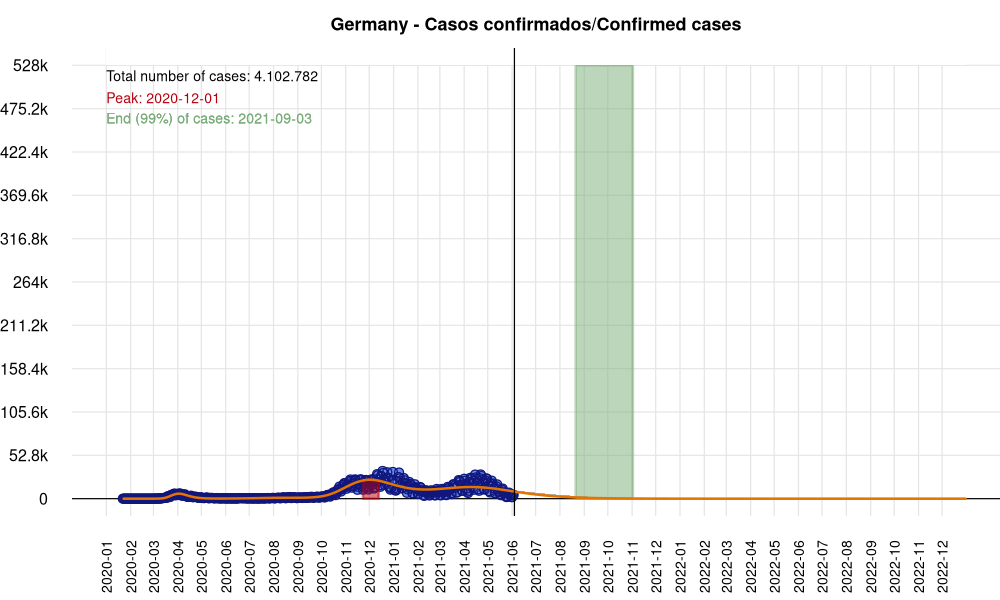 Germany - Casos confirmados/Confirmed cases
528k
Total number of cases: 4.102.782
Peak: 2020-12-01
475.2k
End (99%) of cases: 2021-09-03
422.4k
369.6k
316.8k
264k
211.2k
158.4k
105.6k
52.8k
0
2020-01
2020-02
2020-03
2020-04
2020-05
2020-06
2020-07
2020-08
2020-09
2020-10
2020-11
2020-12
2021-01
2021-02
2021-03
2021-04
2021-05
2021-06
2021-07
2021-08
2021-09
2021-10
2021-11
2021-12
2022-01
2022-02
2022-03
2022-04
2022-05
2022-06
2022-07
2022-08
2022-09
2022-10
2022-11
2022-12